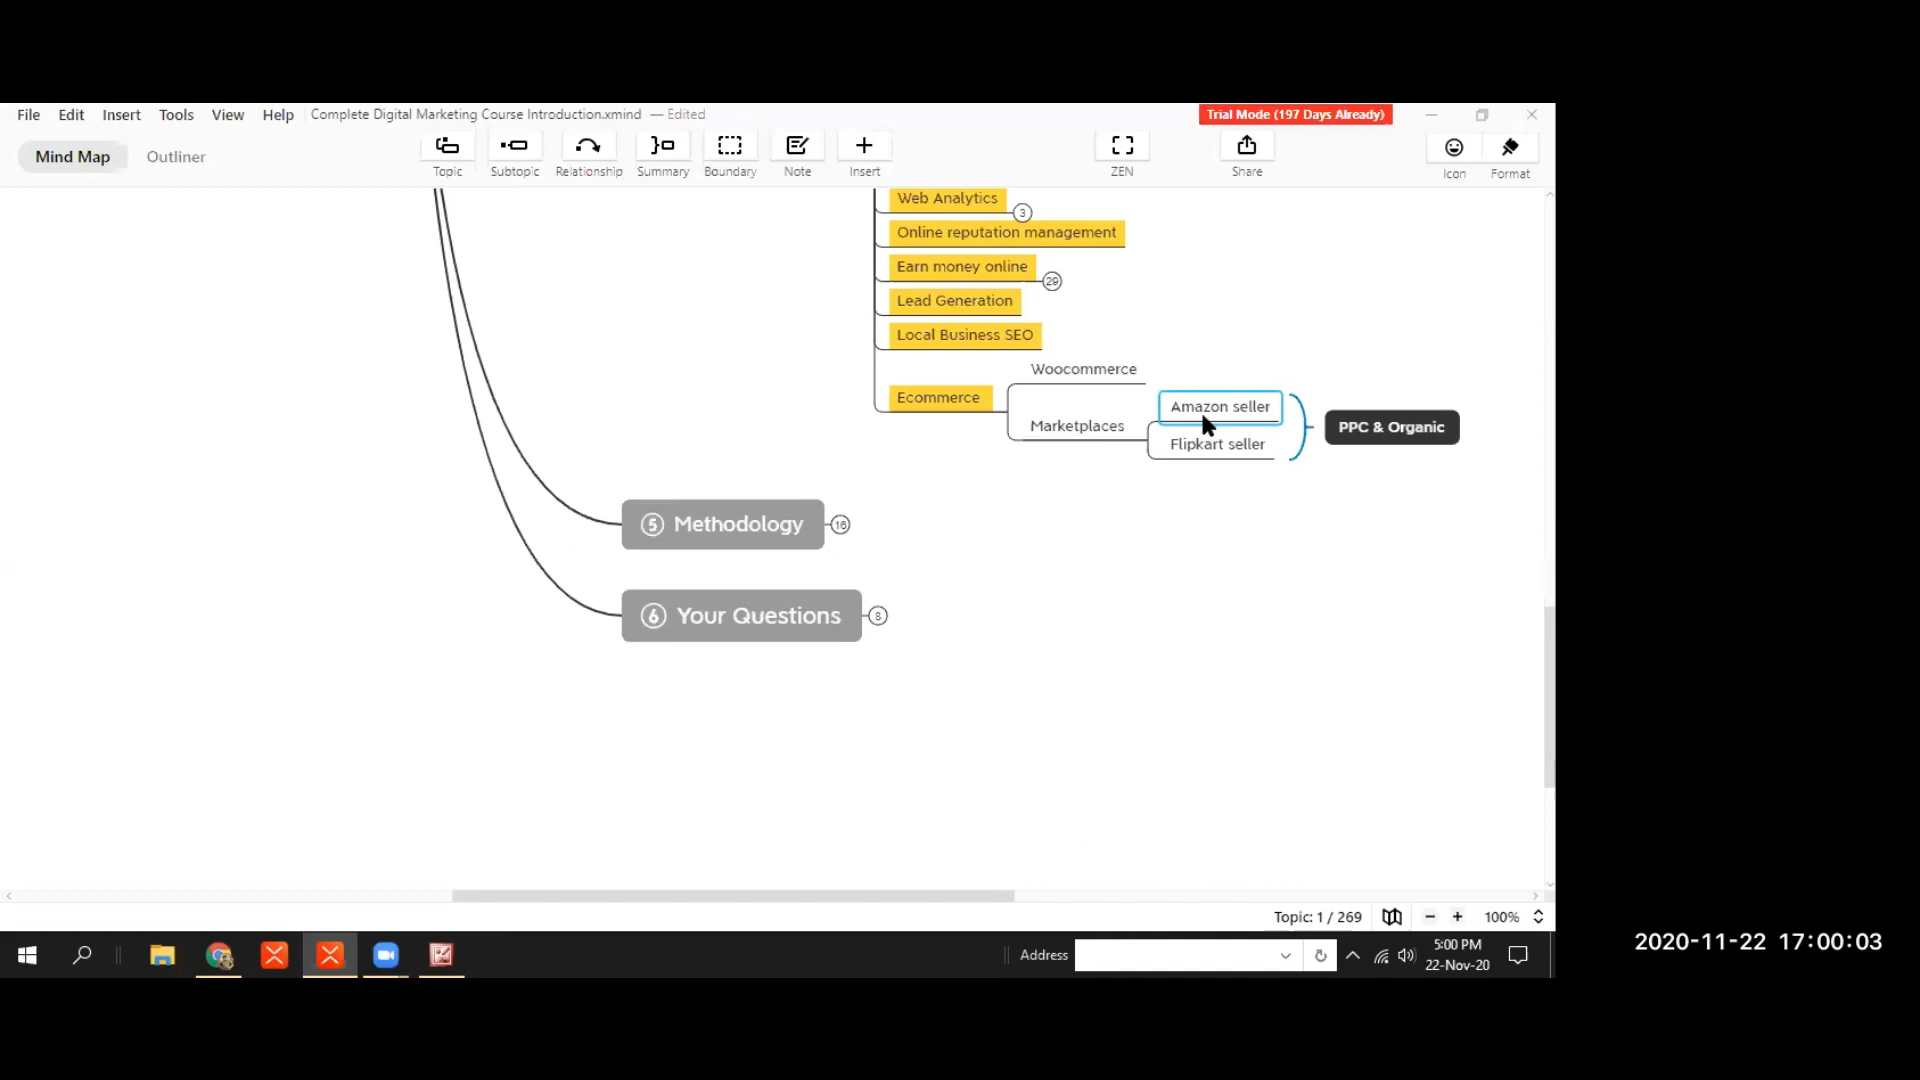 File Edit Insert Tools View Help Complete Digital Marketing Course Introduction.xmind — Edited Trial Mode (197 Days Already)
Mind Map Outliner
Topic Subtopic Relationship Summary Boundary Note Insert ZEN Share Icon Format
Web Analytics 3
Online reputation management
Earn money online 29
Lead Generation
Local Business SEO
Woocommerce
Ecommerce
Amazon seller
Marketplaces
PPC & Organic
Flipkart seller
5 Methodology 16
6 Your Questions 8
Topic: 1 / 269 100%
Address
5:00 PM
22-Nov-20
2020-11-22 17:00:03